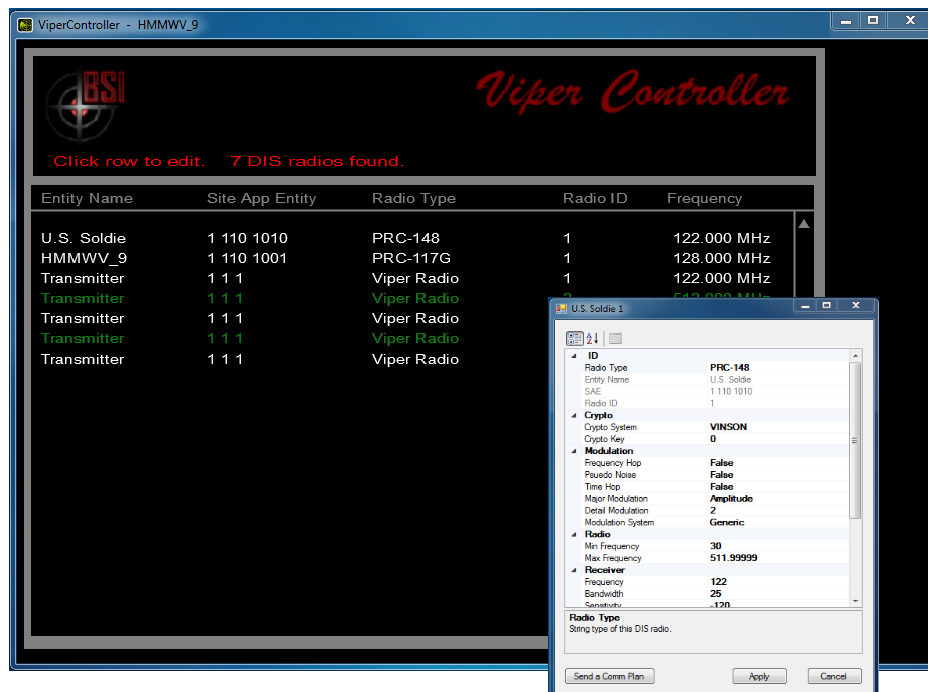 ViperController - HMMWV_9
BSI
Viper Controller
Click row to edit. 7 DIS radios found.
Entity Name Site App Entity Radio Type Radio ID Frequency
U.S. Soldie 1 110 1010 PRC-148 1 122.000 MHz
HMMWV_9 1 110 1001 PRC-117G 1 128.000 MHz
Transmitter 1 1 1 Viper Radio 1 122.000 MHz
Transmitter 1 1 1 Viper Radio
Transmitter 1 1 1 Viper Radio
Transmitter 1 1 1 Viper Radio
Transmitter 1 1 1 Viper Radio
U.S. Soldie 1
ID
Radio Type PRC-148
Entity Name U.S. Soldie
SAE 1 110 1010
Radio ID 1
Crypto
Crypto System VINSON
Crypto Key 0
Modulation
Frequency Hop False
Psuedo Noise False
Time Hop False
Major Modulation Amplitude
Detail Modulation 2
Modulation System Generic
Radio
Min Frequency 30
Max Frequency 511.99999
Receiver
Frequency 122
Bandwidth 25
Sensitivity -120
Radio Type
String type of this DIS radio.
Send a Comm Plan Apply Cancel